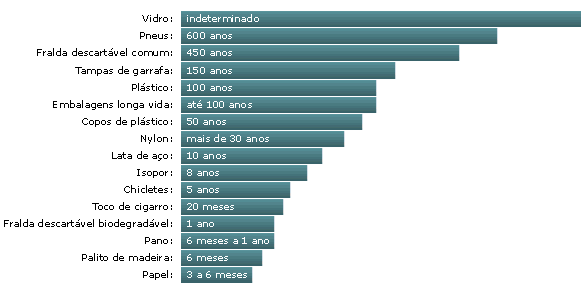 Vidro: indeterminado
Pneus: 600 anos
Fralda descartável comum: 450 anos
Tampas de garrafa: 150 anos
Plástico: 100 anos
Embalagens longa vida: até 100 anos
Copos de plástico: 50 anos
Nylon: mais de 30 anos
Lata de aço: 10 anos
Isopor: 8 anos
Chicletes: 5 anos
Toco de cigarro: 20 meses
Fralda descartável biodegradável: 1 ano
Pano: 6 meses a 1 ano
Palito de madeira: 6 meses
Papel: 3 a 6 meses